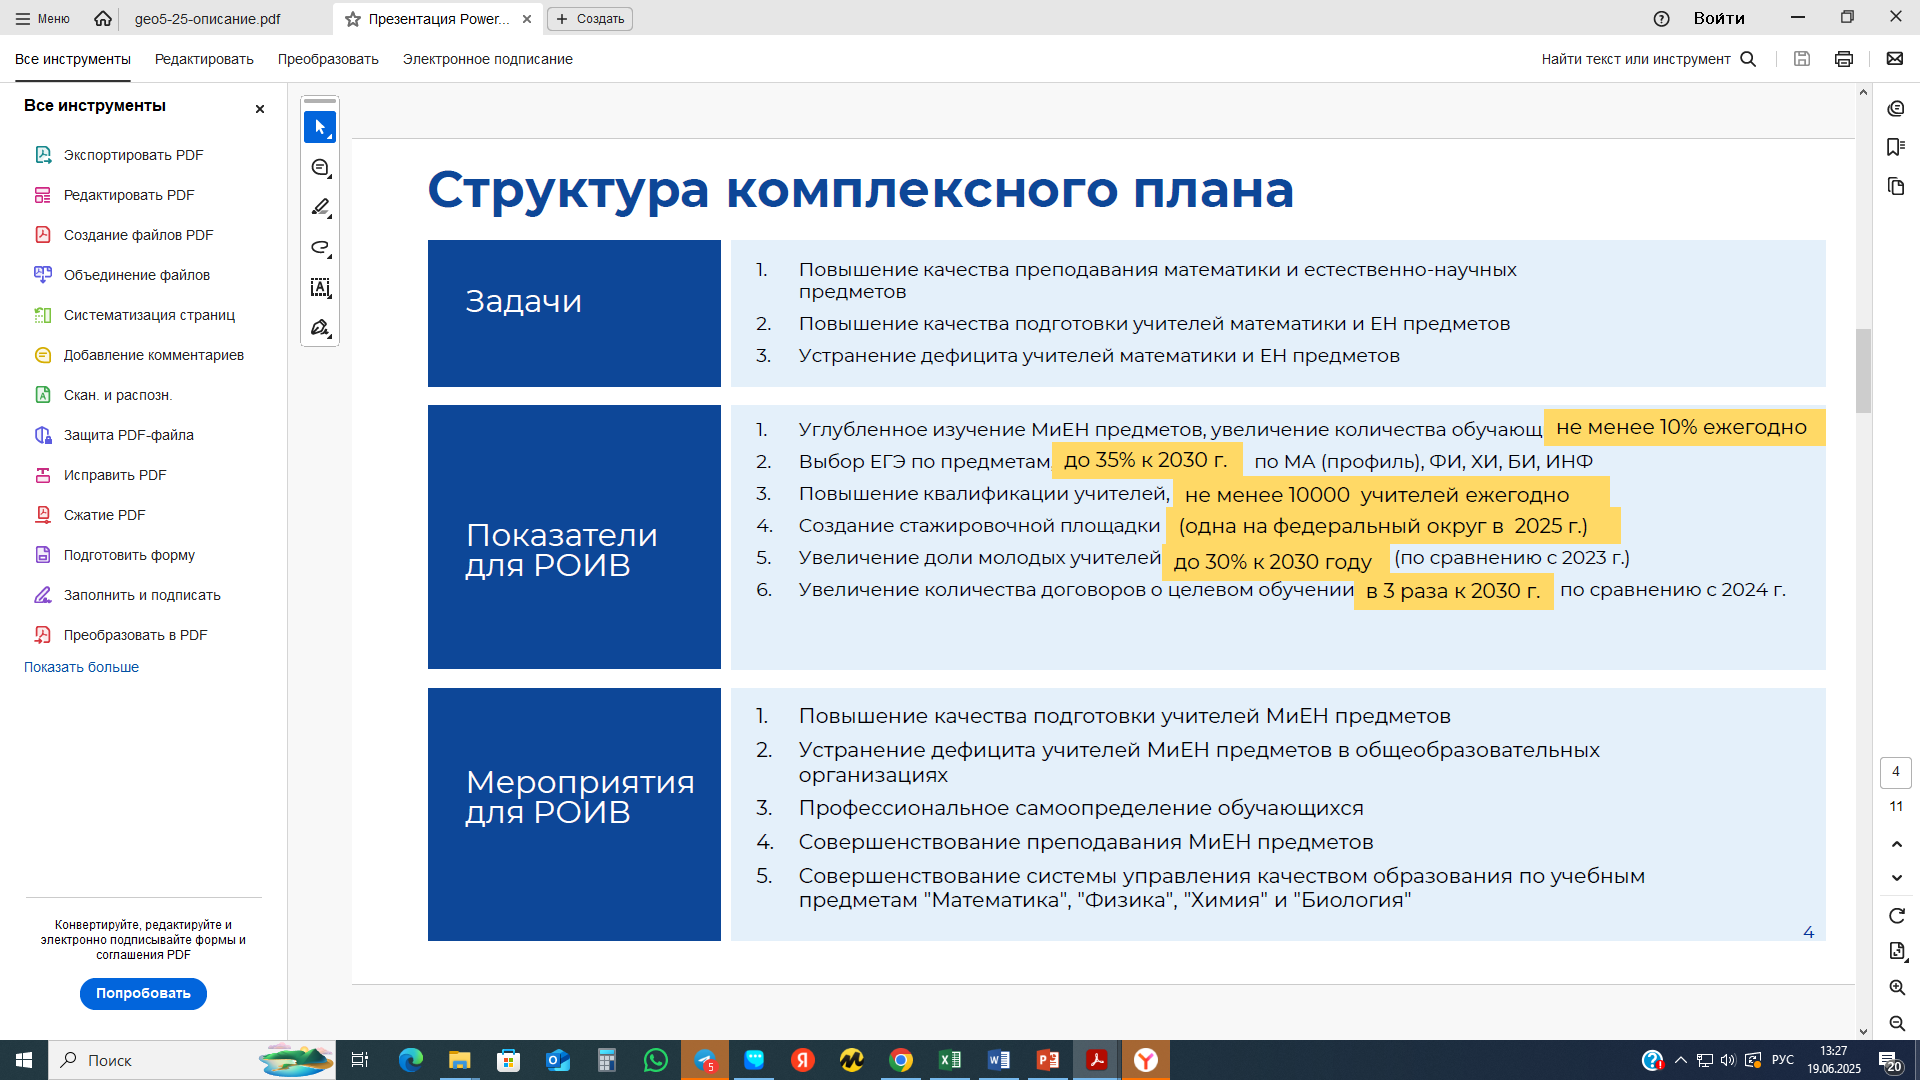 Меню
geo5-25-описание.pdf
Презентация Power...
Создать
Войти
Все инструменты
Редактировать
Преобразовать
Электронное подписание
Найти текст или инструмент
Все инструменты
Экспортировать PDF
Редактировать PDF
Создание файлов PDF
Объединение файлов
Систематизация страниц
Добавление комментариев
Скан. и распозн.
Защита PDF-файла
Исправить PDF
Сжатие PDF
Подготовить форму
Заполнить и подписать
Преобразовать в PDF
Показать больше
Конвертируйте, редактируйте и
электронно подписывайте формы и
соглашения PDF
Попробовать
Структура комплексного плана
Задачи
1. Повышение качества преподавания математики и естественно-научных
предметов
2. Повышение качества подготовки учителей математики и ЕН предметов
3. Устранение дефицита учителей математики и ЕН предметов
Показатели
для РОИВ
1. Углубленное изучение МиЕН предметов, увеличение количества обучающ не менее 10% ежегодно
2. Выбор ЕГЭ по предметам, до 35% к 2030 г. по МА (профиль), ФИ, ХИ, БИ, ИНФ
3. Повышение квалификации учителей, не менее 10000 учителей ежегодно
4. Создание стажировочной площадки (одна на федеральный округ в 2025 г.)
5. Увеличение доли молодых учителей до 30% к 2030 году (по сравнению с 2023 г.)
6. Увеличение количества договоров о целевом обучении в 3 раза к 2030 г. по сравнению с 2024 г.
Мероприятия
для РОИВ
1. Повышение качества подготовки учителей МиЕН предметов
2. Устранение дефицита учителей МиЕН предметов в общеобразовательных
организациях
3. Профессиональное самоопределение обучающихся
4. Совершенствование преподавания МиЕН предметов
5. Совершенствование системы управления качеством образования по учебным
предметам "Математика", "Физика", "Химия" и "Биология"
4
4
11
Поиск
5
РУС
13:27
19.06.2025
20